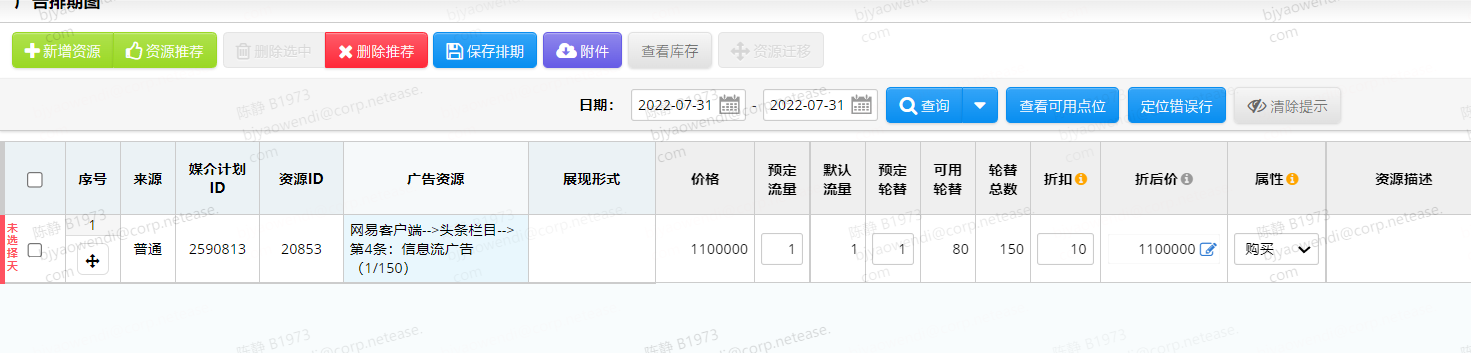 广告排期图
新增资源 资源推荐 删除选中 删除推荐 保存排期 附件 查看库存 资源迁移
日期： 2022-07-31 - 2022-07-31 查询 查看可用点位 定位错误行 清除提示
序号 来源 媒介计划ID 资源ID 广告资源 展现形式 价格 预定流量 默认流量 预定轮替 可用轮替 轮替总数 折扣 折后价 属性 资源描述
未选择天 1 普通 2590813 20853 网易客户端-->头条栏目-->第4条：信息流广告（1/150） 1100000 1 1 1 80 150 10 1100000 购买
陈静 B1973
bjyaowendi@corp.netease.com